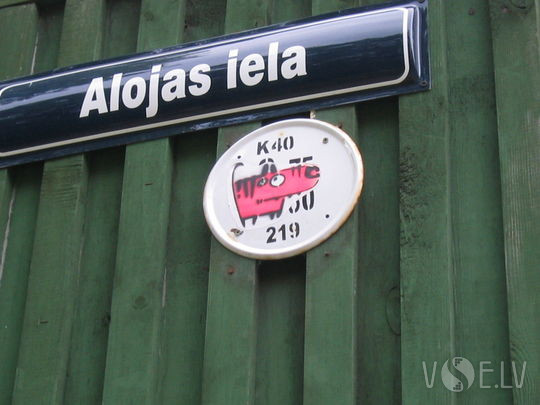 Alojas iela
K40
219
VSE.LV